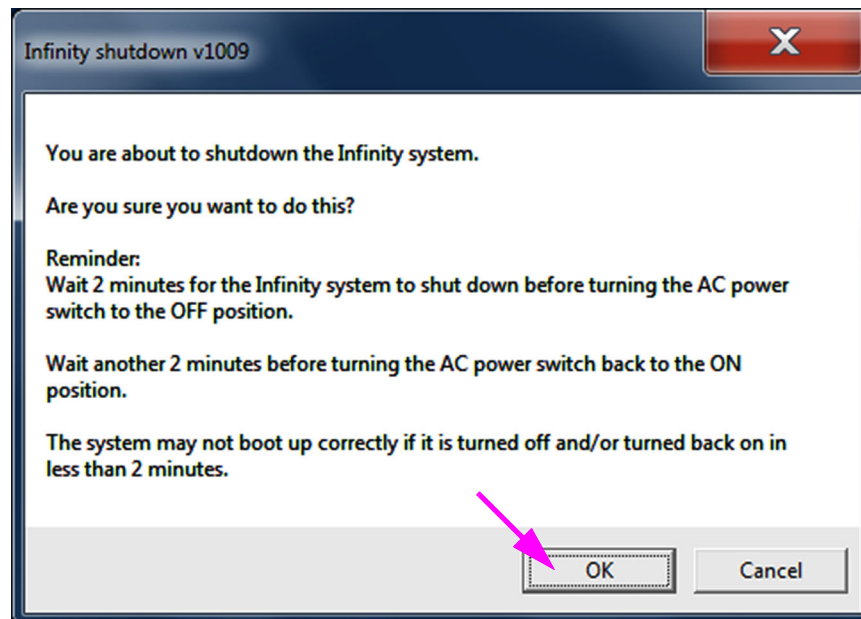 Infinity shutdown v1009
You are about to shutdown the Infinity system.
Are you sure you want to do this?
Reminder:
Wait 2 minutes for the Infinity system to shut down before turning the AC power
switch to the OFF position.
Wait another 2 minutes before turning the AC power switch back to the ON
position.
The system may not boot up correctly if it is turned off and/or turned back on in
less than 2 minutes.
OK
Cancel